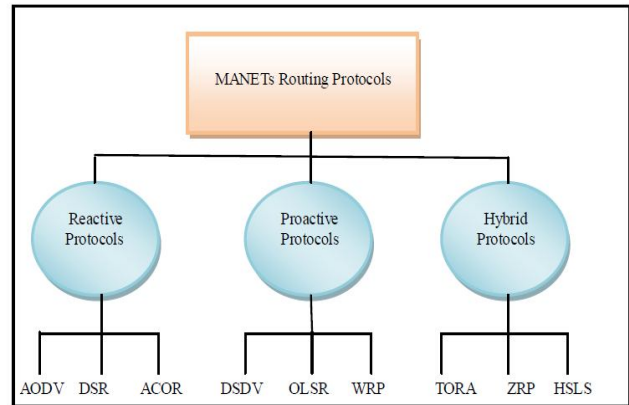 MANETs Routing Protocols
Reactive
Protocols
Proactive
Protocols
Hybrid
Protocols
AODV DSR ACOR DSDV OLSR WRP TORA ZRP HSLS